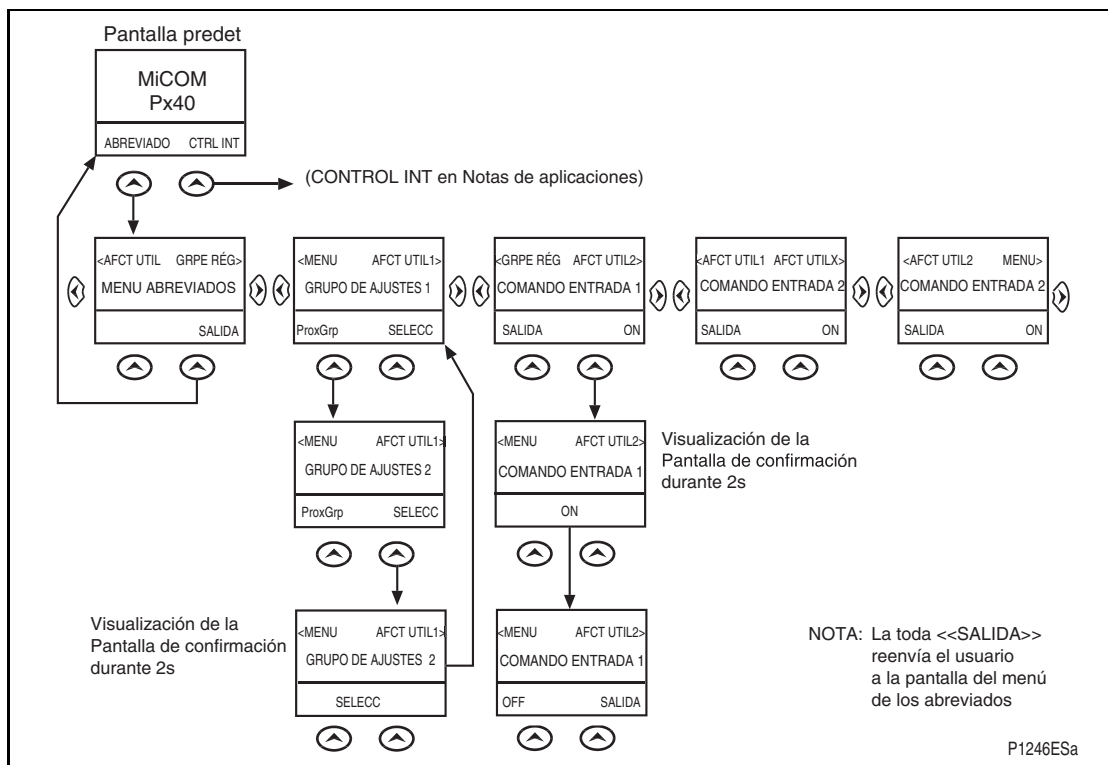 Pantalla predet
MiCOM
Px40
ABREVIADO CTRL INT
(CONTROL INT en Notas de aplicaciones)
<AFCT UTIL GRPE RÉG>
MENU ABREVIADOS
SALIDA
<MENU AFCT UTIL1>
GRUPO DE AJUSTES 1
ProxGrp SELECC
<GRPE RÉG AFCT UTIL2>
COMANDO ENTRADA 1
SALIDA ON
<AFCT UTIL1 AFCT UTILX>
COMANDO ENTRADA 2
SALIDA ON
<AFCT UTIL2 MENU>
COMANDO ENTRADA 2
SALIDA ON
<MENU AFCT UTIL1>
GRUPO DE AJUSTES 2
ProxGrp SELECC
<MENU AFCT UTIL2>
COMANDO ENTRADA 1
ON
Visualización de la
Pantalla de confirmación
durante 2s
Visualización de la
Pantalla de confirmación
durante 2s
<MENU AFCT UTIL1>
GRUPO DE AJUSTES 2
SELECC
<MENU AFCT UTIL2>
COMANDO ENTRADA 1
OFF SALIDA
NOTA: La toda <<SALIDA>>
reenvía el usuario
a la pantalla del menú
de los abreviados
P1246ESa